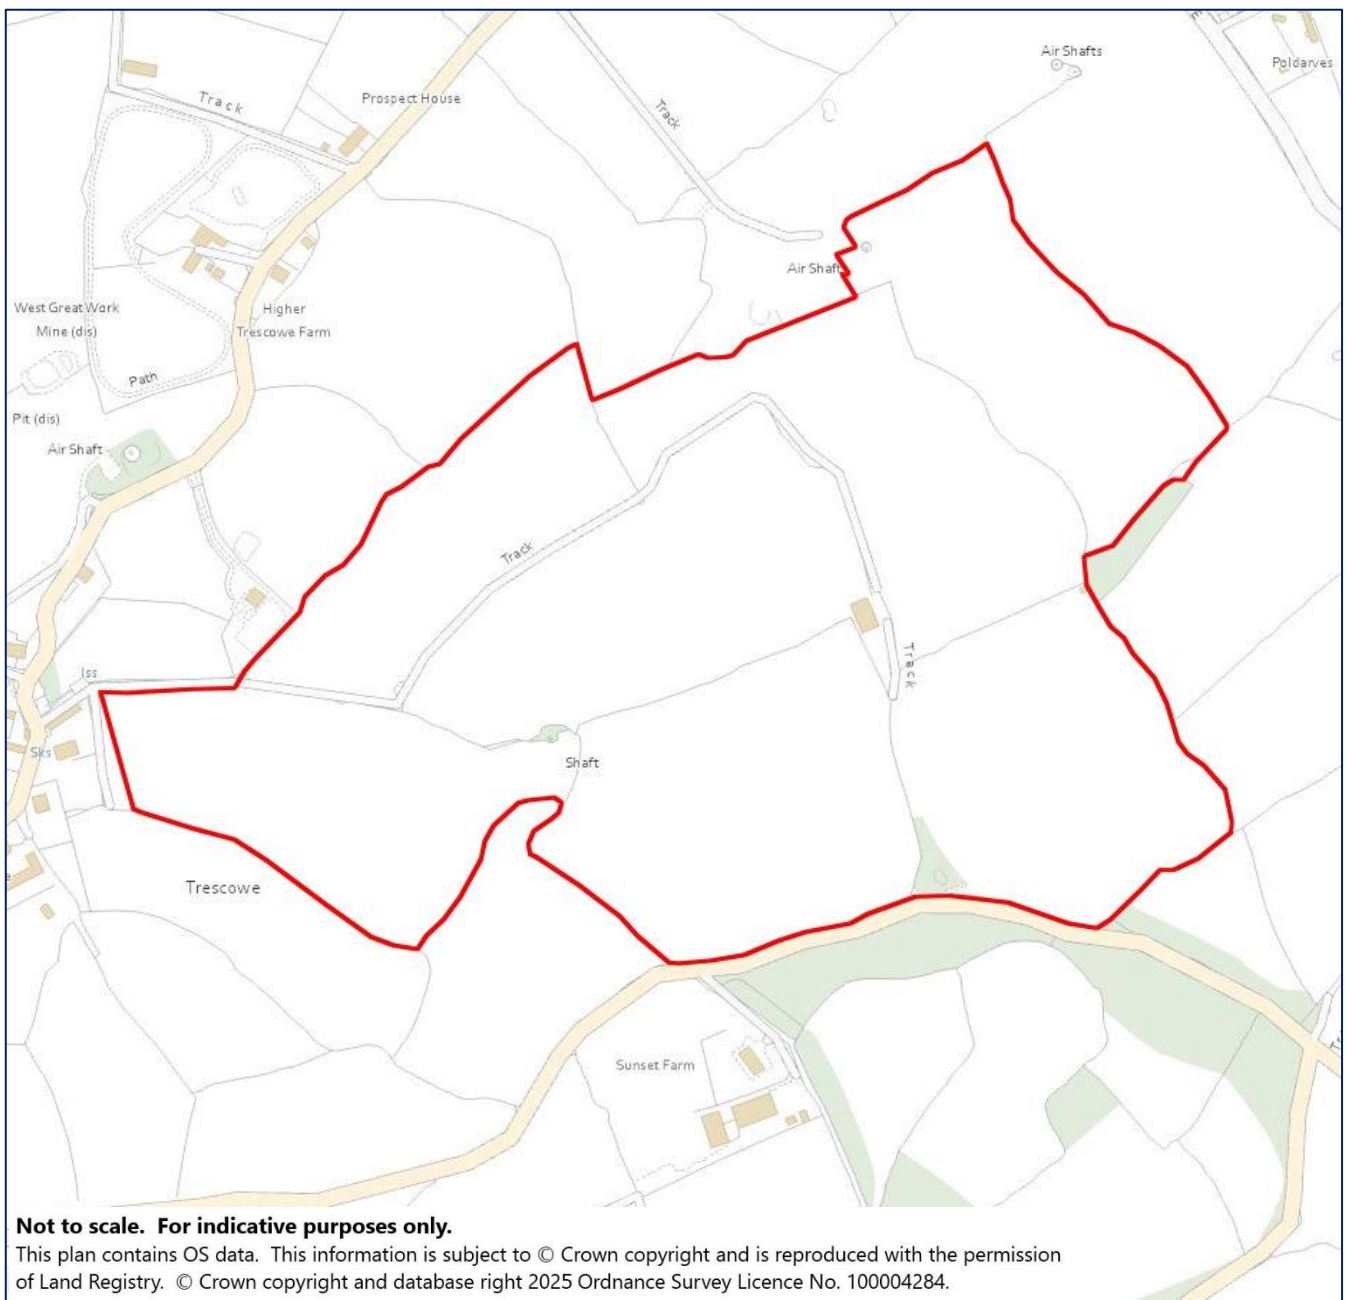 Air Shafts
Poldarves
Track
Prospect House
Track
Air Shaft
West Great Work
Mine (dis)
Higher
Trescowe Farm
Path
Pit (dis)
Air Shaft
Track
Iss
Track
Sks
Shaft
Trescowe
Sunset Farm
Not to scale. For indicative purposes only.
This plan contains OS data. This information is subject to © Crown copyright and is reproduced with the permission
of Land Registry. © Crown copyright and database right 2025 Ordnance Survey Licence No. 100004284.